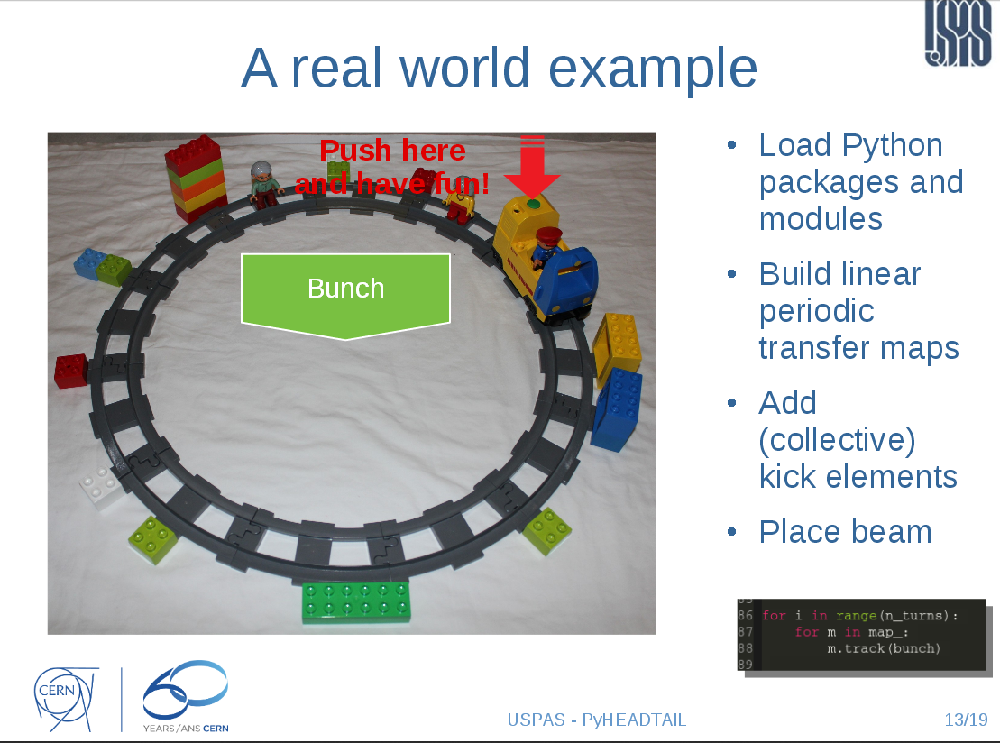 A real world example
Push here
and have fun!
Bunch
• Load Python
packages and
modules
• Build linear
periodic
transfer maps
• Add
(collective)
kick elements
• Place beam
85
86 for i in range(n_turns):
87 for m in map_:
88 m.track(bunch)
89
CERN
60
YEARS/ANS CERN
USPAS - PyHEADTAIL
13/19